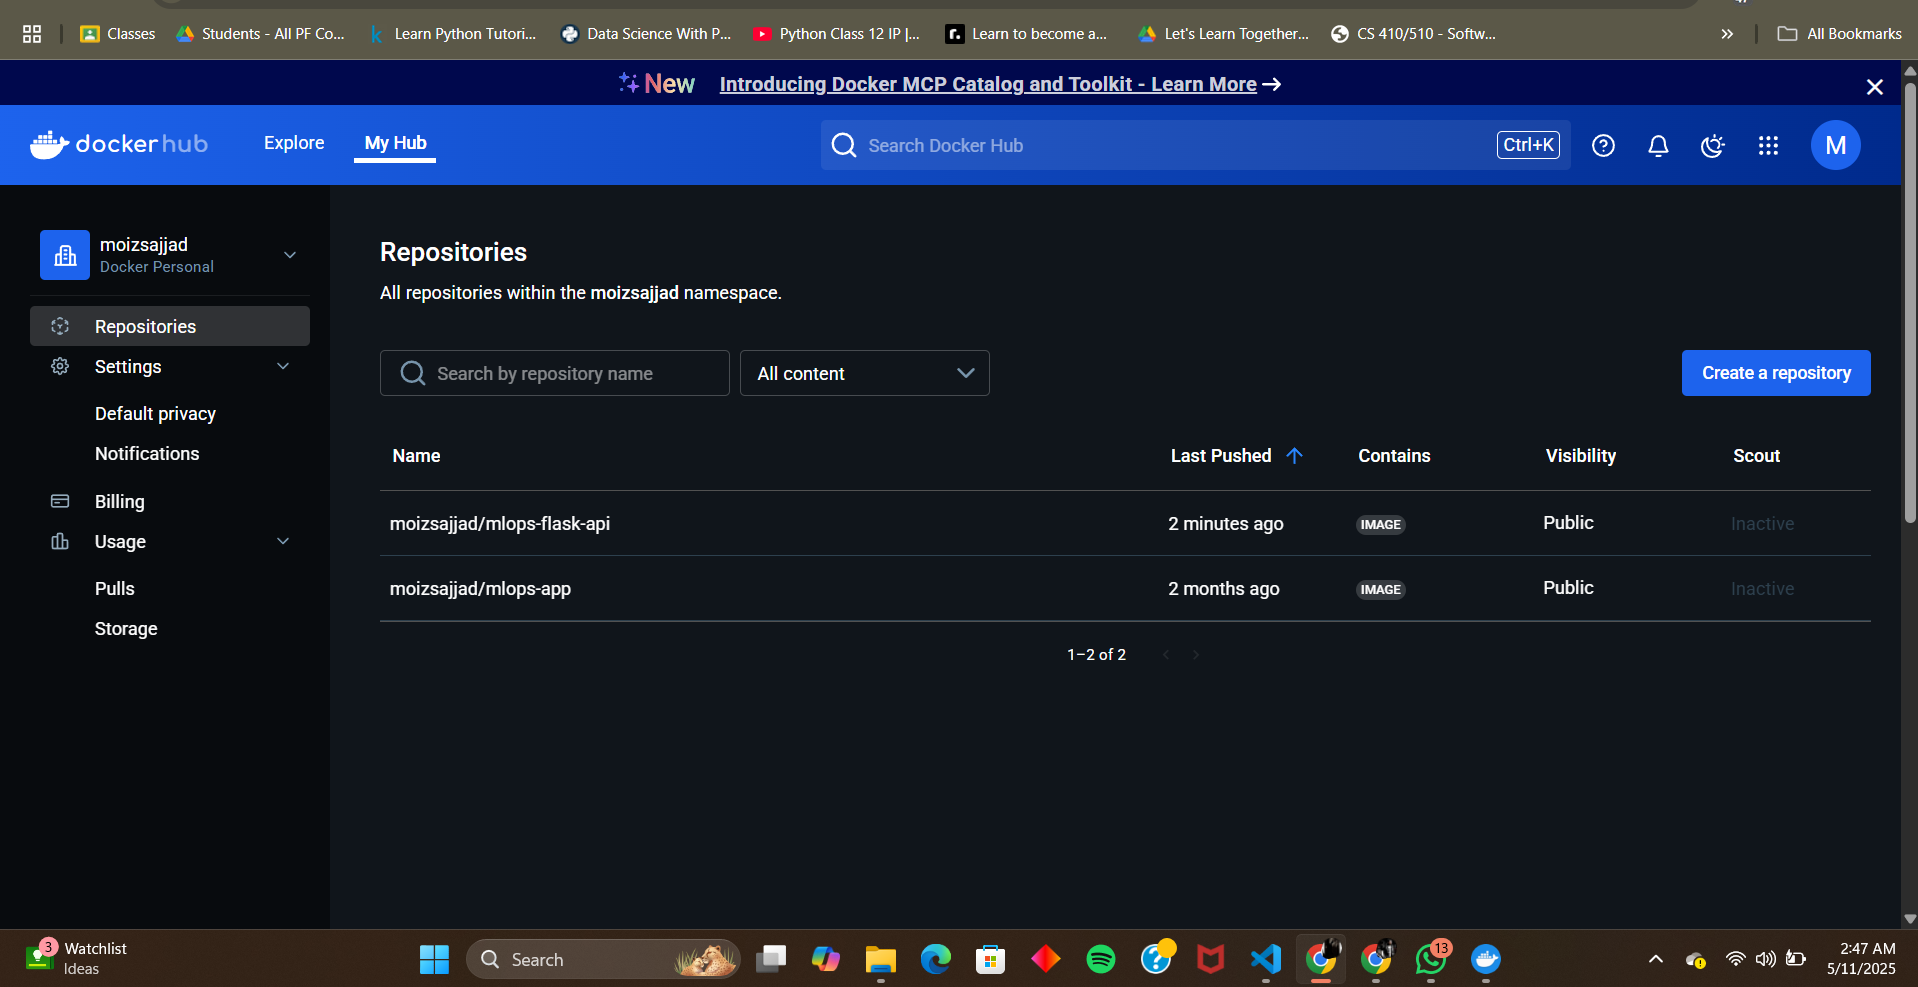 Classes
Students - All PF Co...
Learn Python Tutori...
Data Science With P...
Python Class 12 IP |...
Learn to become a...
Let's Learn Together...
CS 410/510 - Softw...
»
All Bookmarks
New Introducing Docker MCP Catalog and Toolkit - Learn More →
dockerhub
Explore
My Hub
Search Docker Hub
Ctrl+K
M
moizsajjad
Docker Personal
Repositories
Settings
Default privacy
Notifications
Billing
Usage
Pulls
Storage
Repositories
All repositories within the moizsajjad namespace.
Search by repository name
All content
Create a repository
Name Last Pushed Contains Visibility Scout
moizsajjad/mlops-flask-api 2 minutes ago IMAGE Public Inactive
moizsajjad/mlops-app 2 months ago IMAGE Public Inactive
1–2 of 2
3
Watchlist
Ideas
Search
13
2:47 AM
5/11/2025